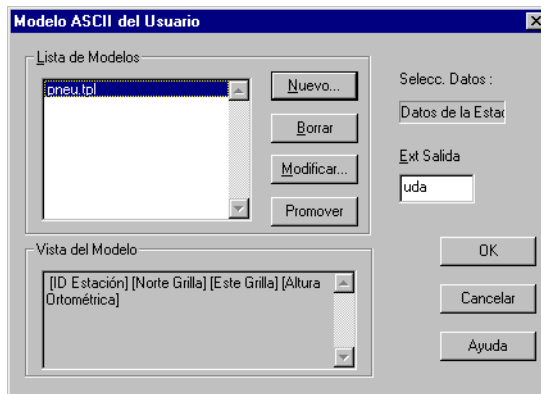 Modelo ASCII del Usuario
Lista de Modelos
pneu.tpl
Nuevo...
Borrar
Modificar...
Promover
Selecc. Datos :
Datos de la Estac
Ext Salida
uda
Vista del Modelo
[ID Estación] [Norte Grilla] [Este Grilla] [Altura
Ortométrica]
OK
Cancelar
Ayuda